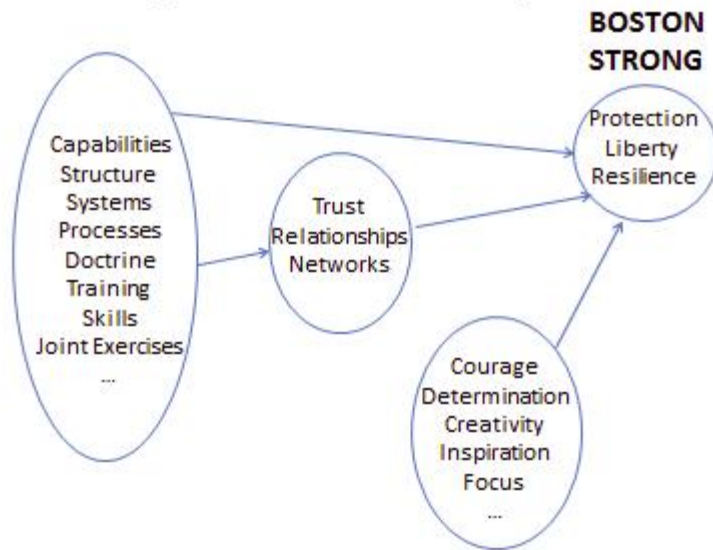 BOSTON
STRONG
Capabilities
Structure
Systems
Processes
Doctrine
Training
Skills
Joint Exercises
...
Trust
Relationships
Networks
Protection
Liberty
Resilience
Courage
Determination
Creativity
Inspiration
Focus
...